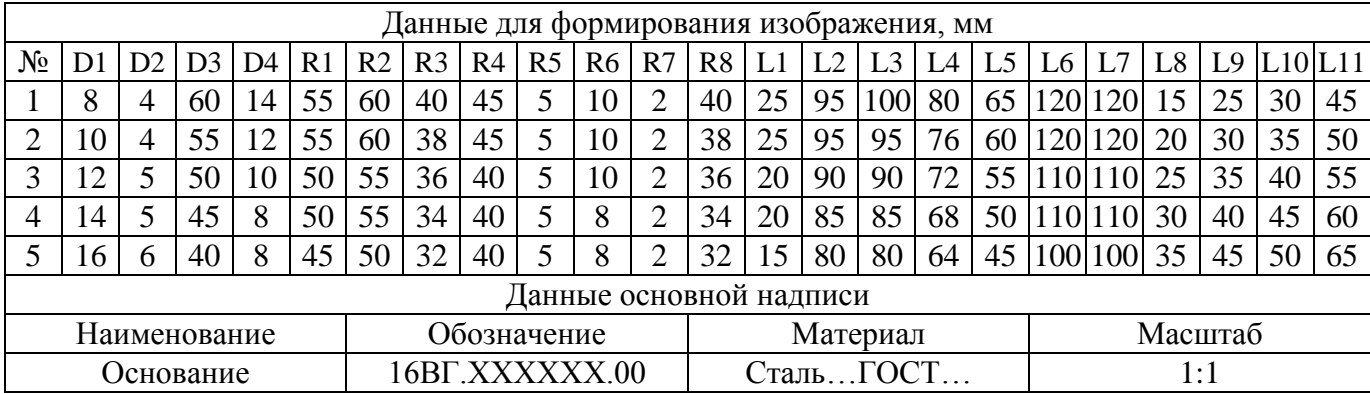 Данные для формирования изображения, мм
№ D1 D2 D3 D4 R1 R2 R3 R4 R5 R6 R7 R8 L1 L2 L3 L4 L5 L6 L7 L8 L9 L10 L11
1 8 4 60 14 55 60 40 45 5 10 2 40 25 95 100 80 65 120 120 15 25 30 45
2 10 4 55 12 55 60 38 45 5 10 2 38 25 95 95 76 60 120 120 20 30 35 50
3 12 5 50 10 50 55 36 40 5 10 2 36 20 90 90 72 55 110 110 25 35 40 55
4 14 5 45 8 50 55 34 40 5 8 2 34 20 85 85 68 50 110 110 30 40 45 60
5 16 6 40 8 45 50 32 40 5 8 2 32 15 80 80 64 45 100 100 35 45 50 65
Данные основной надписи
Наименование Обозначение Материал Масштаб
Основание 16ВГ.ХХХХХХ.00 Сталь…ГОСТ… 1:1